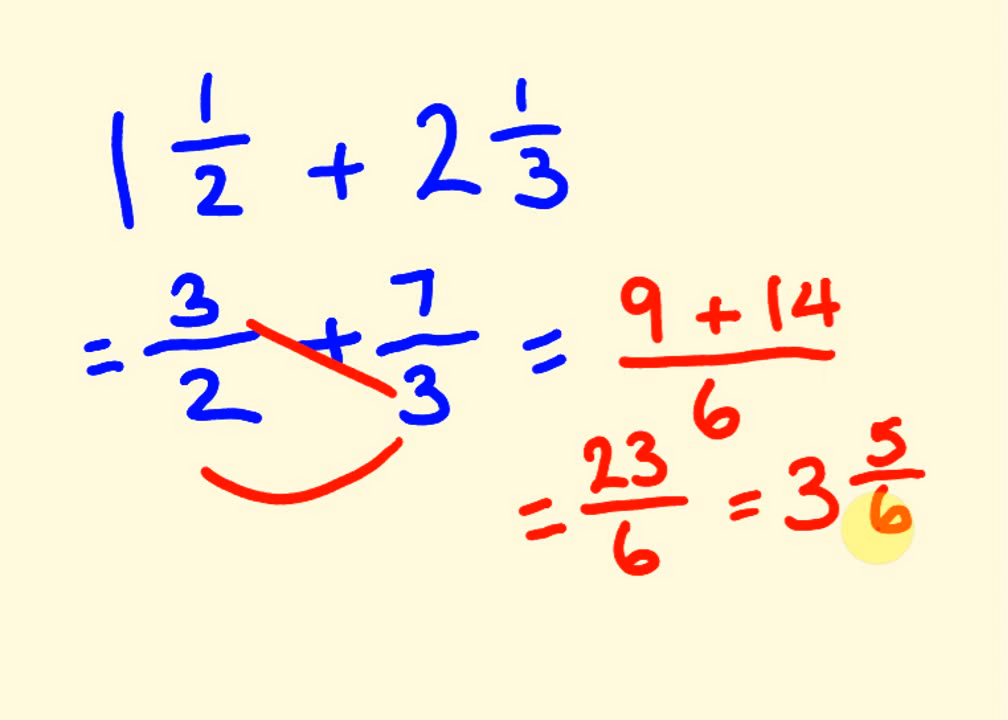 1 1/2 + 2 1/3
= 3/2 + 7/3 = (9 + 14)/6
= 23/6 = 3 5/6